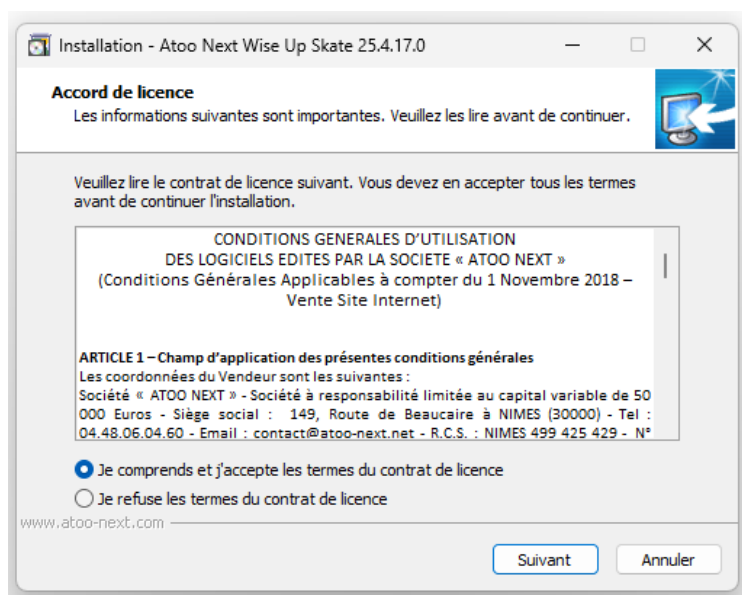 Installation - Atoo Next Wise Up Skate 25.4.17.0
Accord de licence
Les informations suivantes sont importantes. Veuillez les lire avant de continuer.
Veuillez lire le contrat de licence suivant. Vous devez en accepter tous les termes
avant de continuer l'installation.
CONDITIONS GENERALES D'UTILISATION
DES LOGICIELS EDITES PAR LA SOCIETE « ATOO NEXT »
(Conditions Générales Applicables à compter du 1 Novembre 2018 –
Vente Site Internet)
ARTICLE 1 – Champ d'application des présentes conditions générales
Les coordonnées du Vendeur sont les suivantes :
Société « ATOO NEXT » - Société à responsabilité limitée au capital variable de 50
000 Euros - Siège social : 149, Route de Beaucaire à NIMES (30000) - Tel :
04.48.06.04.60 - Email : contact@atoo-next.net - R.C.S. : NIMES 499 425 429 - N°
Je comprends et j'accepte les termes du contrat de licence
Je refuse les termes du contrat de licence
www.atoo-next.com
Suivant
Annuler